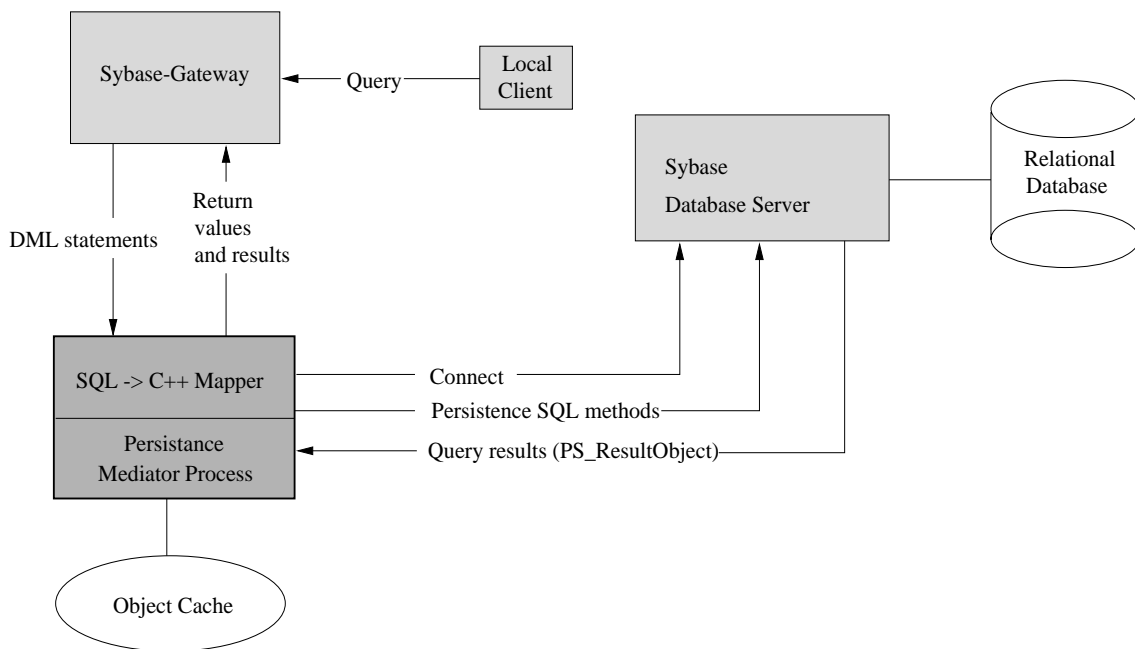 Sybase-Gateway
Query
Local
Client
Sybase
Database Server
Relational
Database
DML statements
Return
values
and results
SQL -> C++ Mapper
Persistance
Mediator Process
Connect
Persistence SQL methods
Query results (PS_ResultObject)
Object Cache